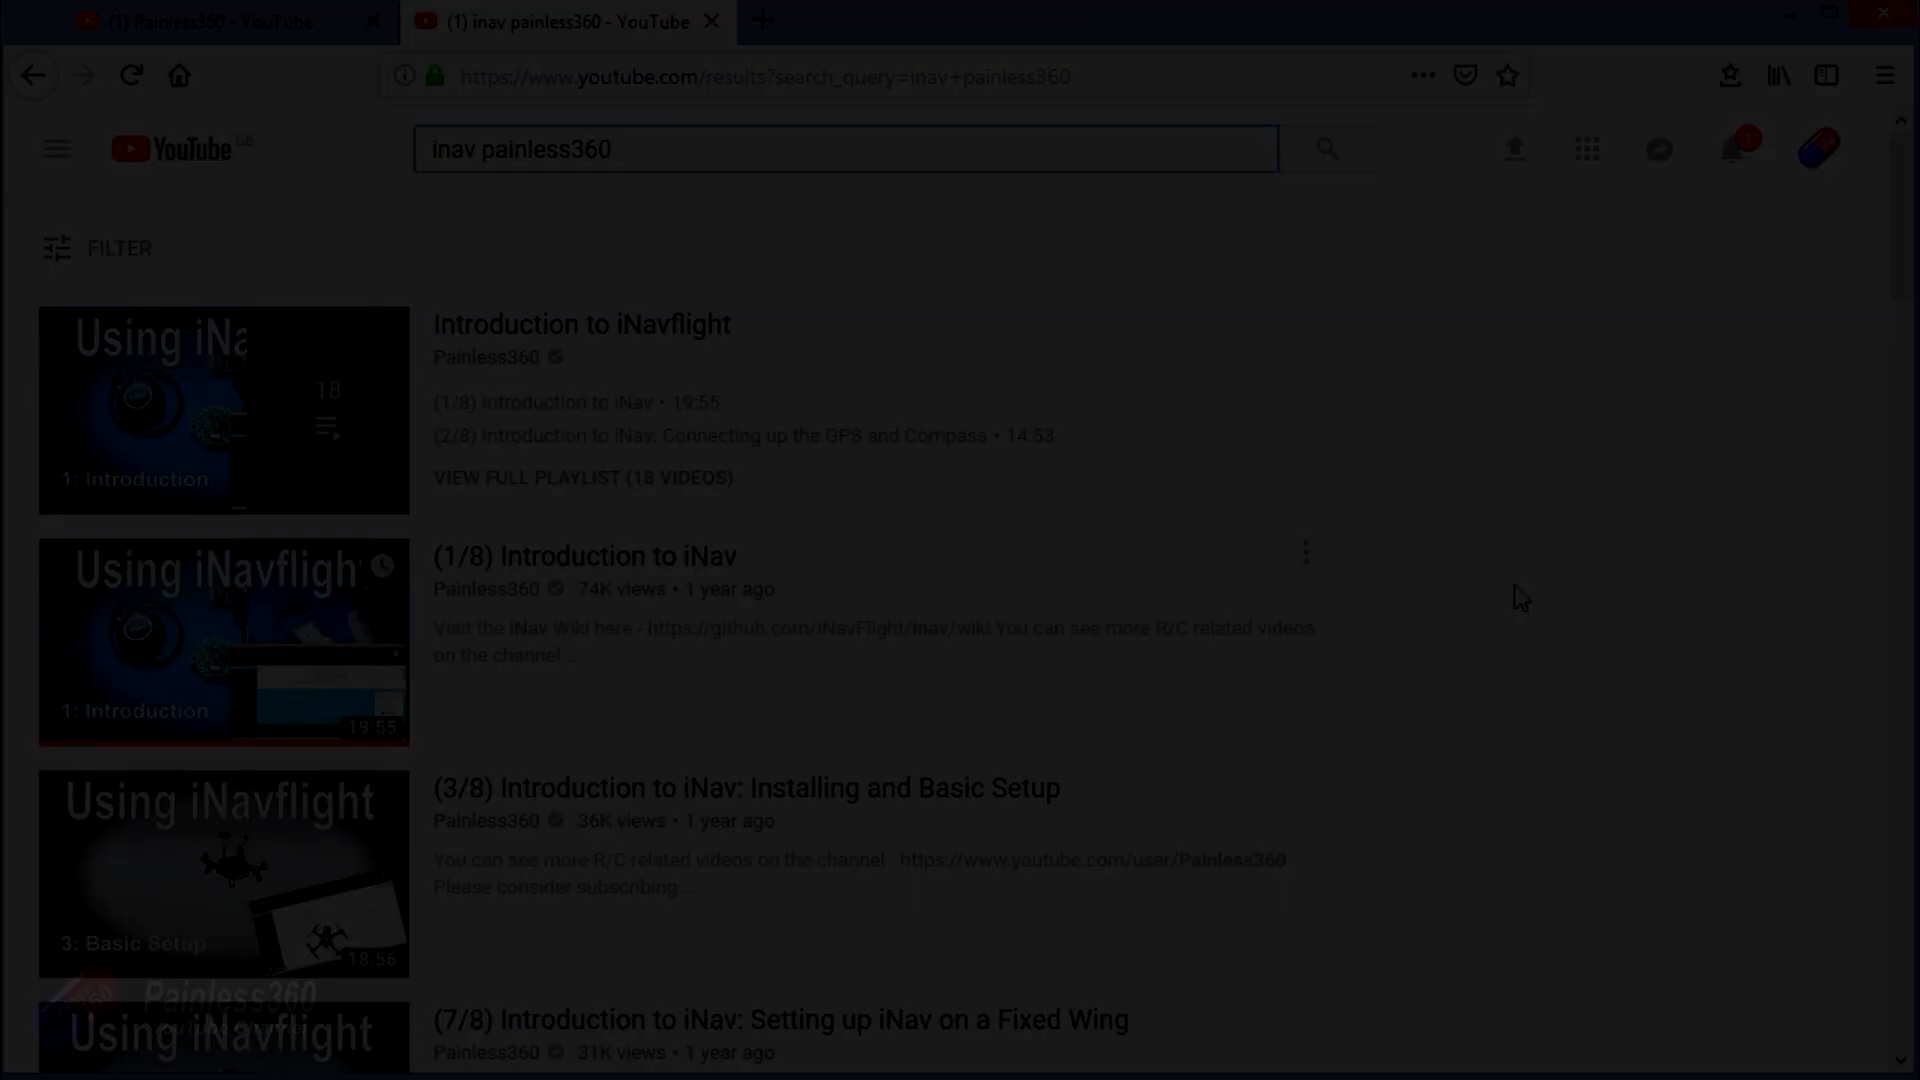 (1) Painless360 - YouTube
(1) inav painless360 - YouTube
https://www.youtube.com/results?search_query=inav+painless360
YouTube GB
inav painless360
1
FILTER
Using iNa
18
1: Introduction
Introduction to iNavflight
Painless360
(1/8) Introduction to iNav • 19:55
(2/8) Introduction to iNav: Connecting up the GPS and Compass • 14:53
VIEW FULL PLAYLIST (18 VIDEOS)
Using iNavfligh
1: Introduction
19:55
(1/8) Introduction to iNav
Painless360 74K views • 1 year ago
Visit the iNav Wiki here - https://github.com/iNavFlight/inav/wiki You can see more R/C related videos
on the channel ...
Using iNavflight
3: Basic Setup
18:56
(3/8) Introduction to iNav: Installing and Basic Setup
Painless360 36K views • 1 year ago
You can see more R/C related videos on the channel - https://www.youtube.com/user/Painless360
Please consider subscribing ...
Painless360
YouTube Channel
Using iNavflight
(7/8) Introduction to iNav: Setting up iNav on a Fixed Wing
Painless360 31K views • 1 year ago